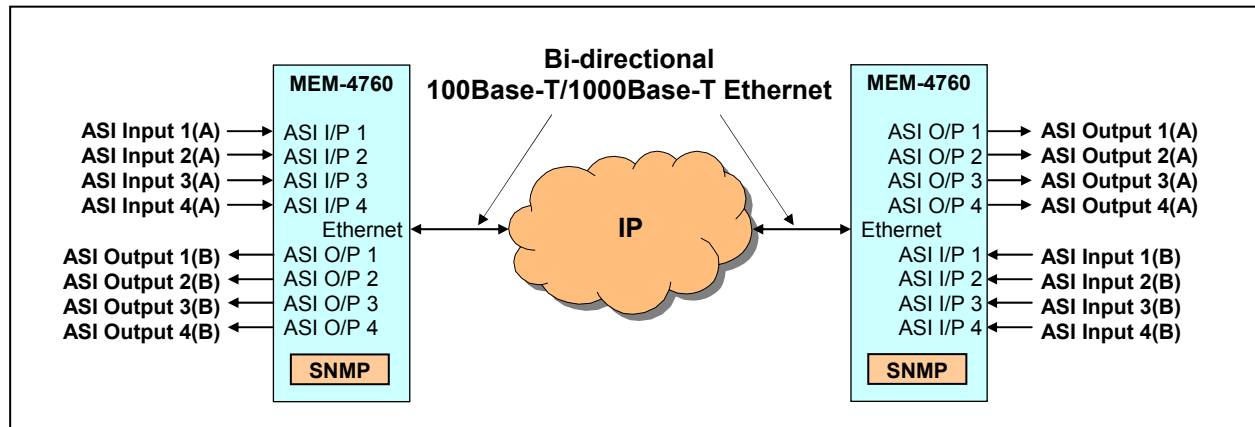 Bi-directional
100Base-T/1000Base-T Ethernet
MEM-4760
ASI Input 1(A)
ASI Input 2(A)
ASI Input 3(A)
ASI Input 4(A)
ASI I/P 1
ASI I/P 2
ASI I/P 3
ASI I/P 4
Ethernet
ASI Output 1(B)
ASI Output 2(B)
ASI Output 3(B)
ASI Output 4(B)
ASI O/P 1
ASI O/P 2
ASI O/P 3
ASI O/P 4
SNMP
IP
MEM-4760
ASI O/P 1
ASI O/P 2
ASI O/P 3
ASI O/P 4
ASI Output 1(A)
ASI Output 2(A)
ASI Output 3(A)
ASI Output 4(A)
Ethernet
ASI I/P 1
ASI I/P 2
ASI I/P 3
ASI I/P 4
ASI Input 1(B)
ASI Input 2(B)
ASI Input 3(B)
ASI Input 4(B)
SNMP